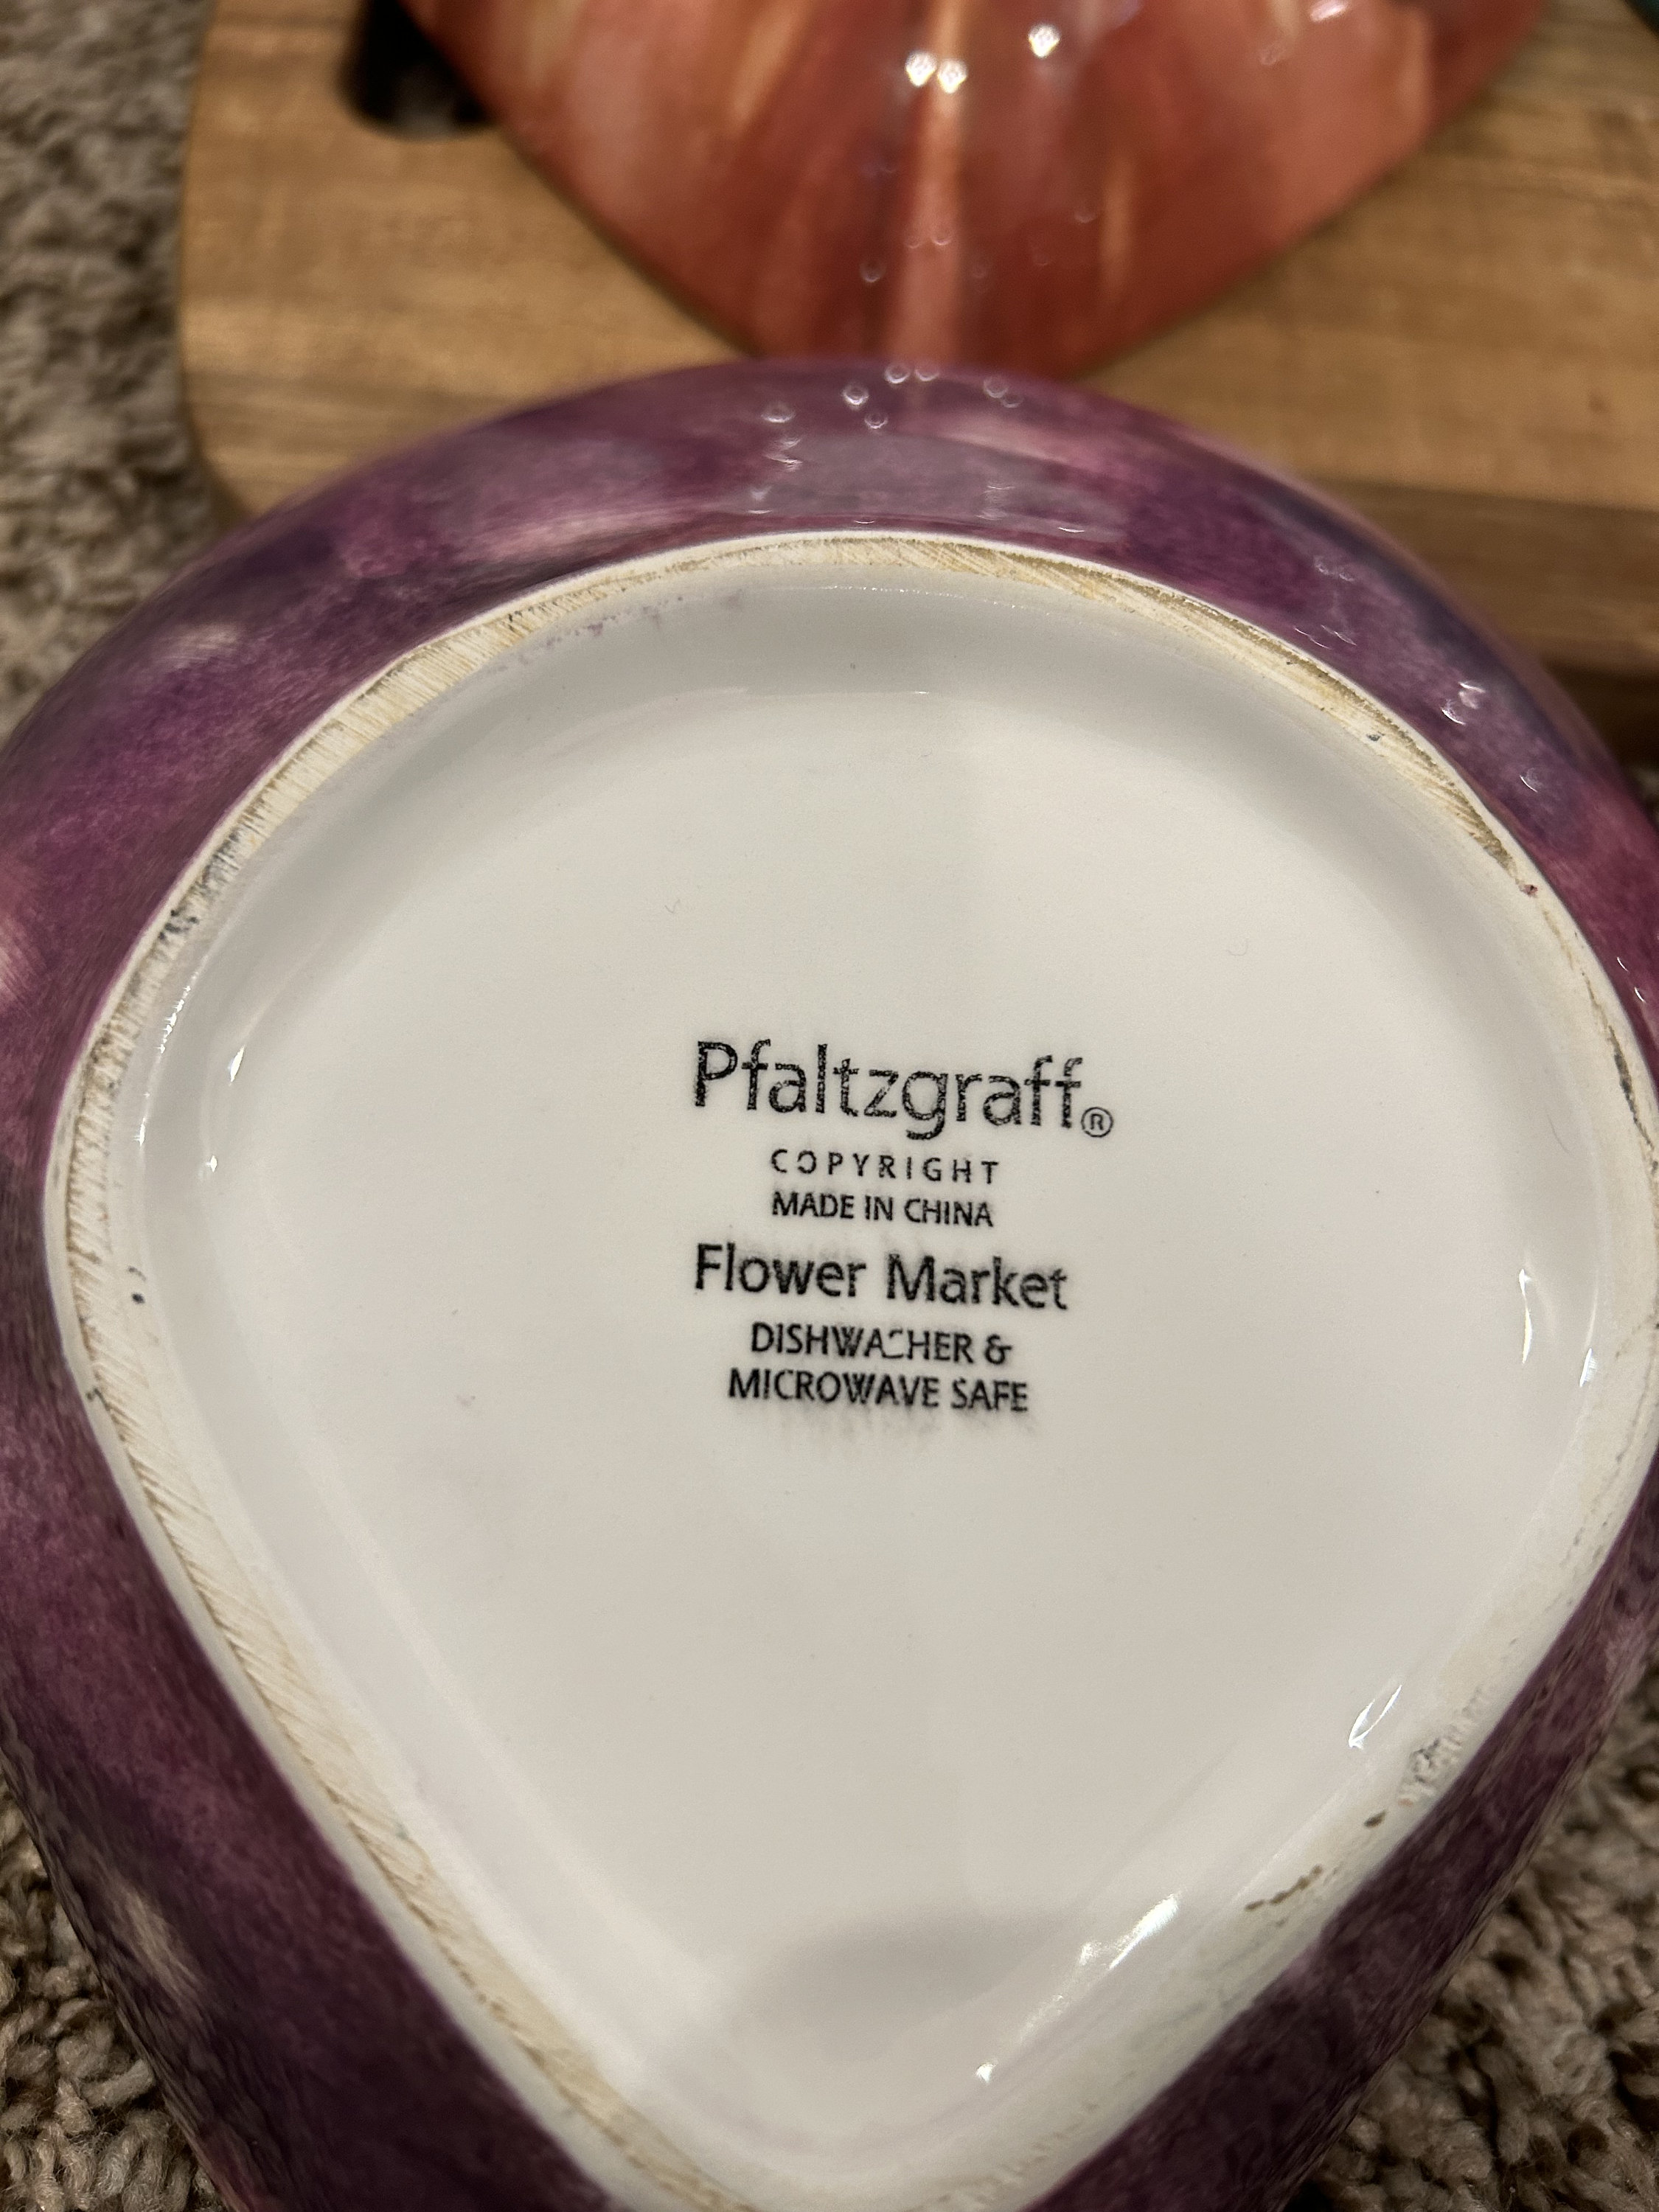 Pfaltzgraff®
COPYRIGHT
MADE IN CHINA
Flower Market
DISHWASHER &
MICROWAVE SAFE